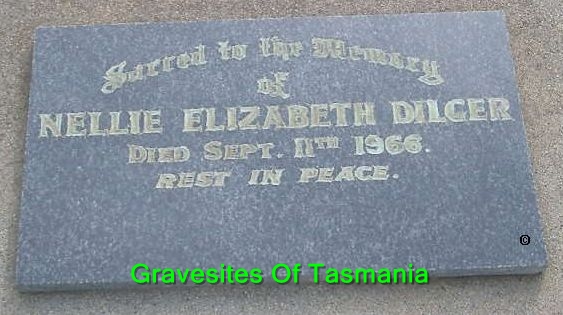 Sacred to the Memory
of
NELLIE ELIZABETH DILGER
DIED SEPT. 11TH 1966.
REST IN PEACE.
©
Gravesites Of Tasmania